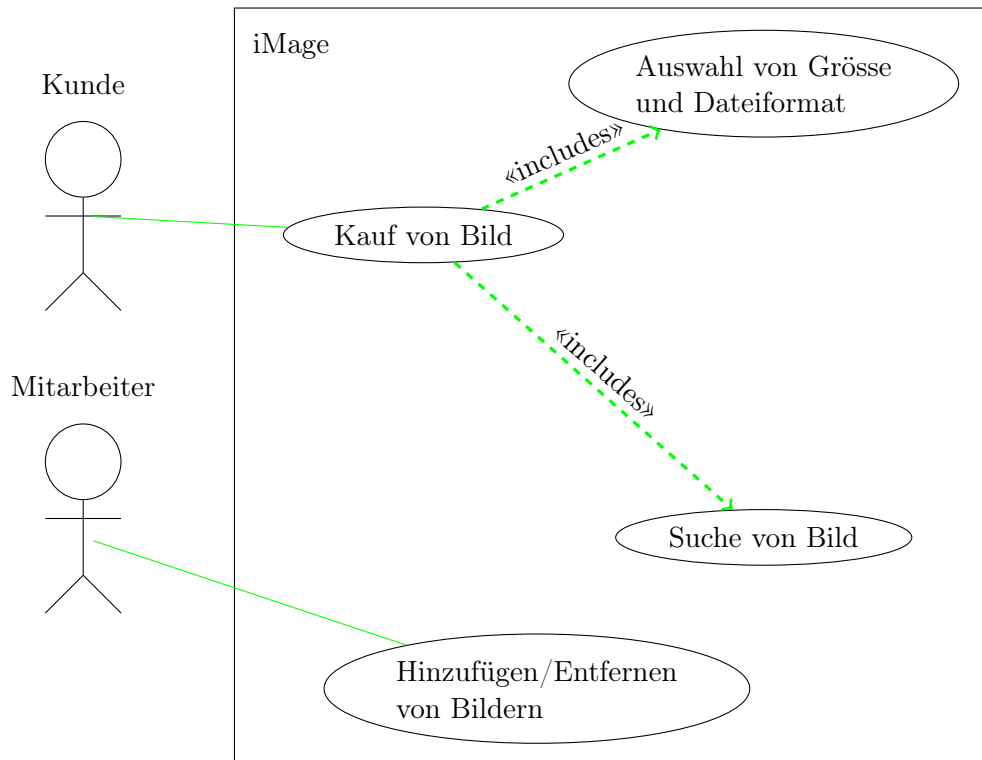 iMage
Kunde
Auswahl von Grösse
und Dateiformat
«includes»
Kauf von Bild
«includes»
Mitarbeiter
Suche von Bild
Hinzufügen/Entfernen
von Bildern